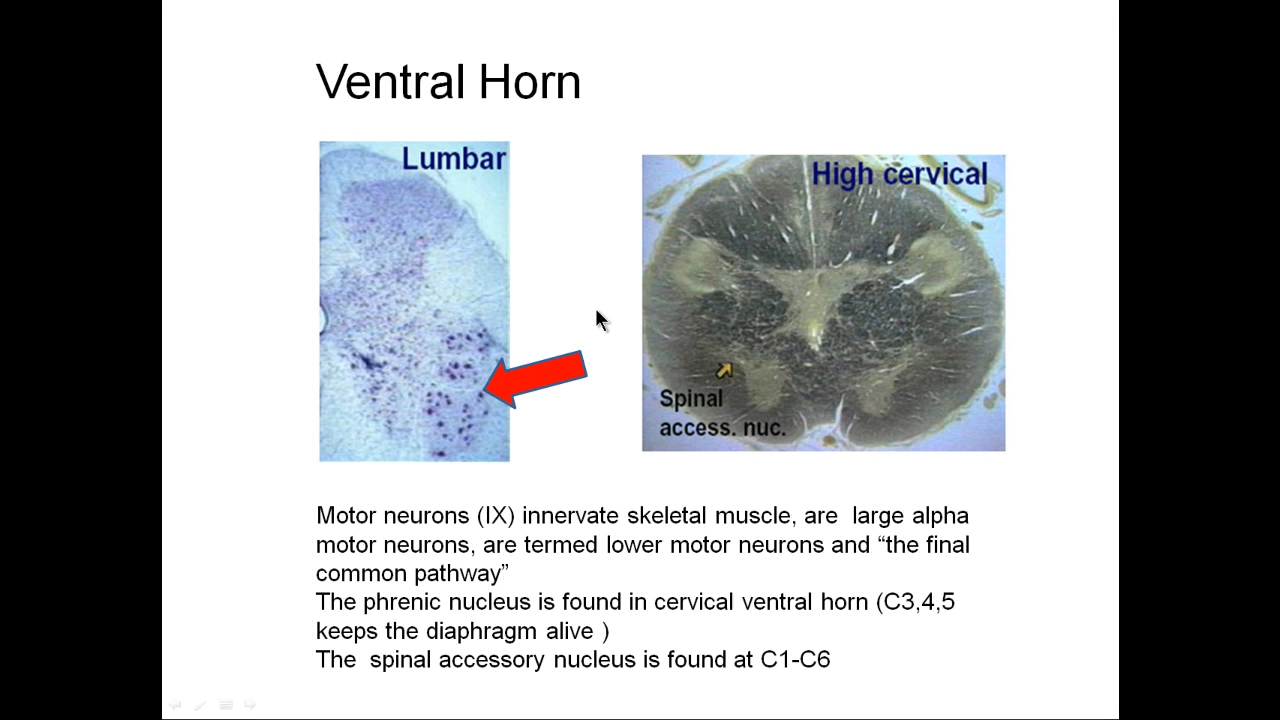 Ventral Horn
Lumbar
High cervical
Spinal
access. nuc.
Motor neurons (IX) innervate skeletal muscle, are  large alpha
motor neurons, are termed lower motor neurons and “the final
common pathway”
The phrenic nucleus is found in cervical ventral horn (C3,4,5
keeps the diaphragm alive )
The  spinal accessory nucleus is found at C1-C6